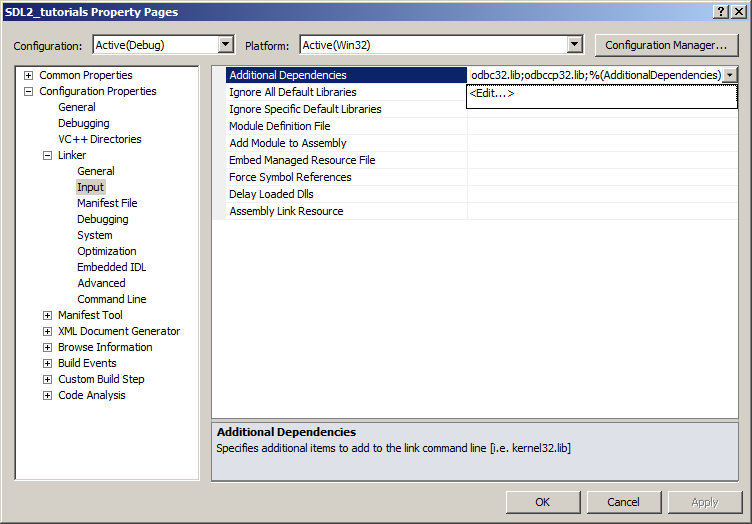 SDL2_tutorials Property Pages
Configuration: Active(Debug) Platform: Active(Win32) Configuration Manager...
Common Properties
Configuration Properties
General
Debugging
VC++ Directories
Linker
General
Input
Manifest File
Debugging
System
Optimization
Embedded IDL
Advanced
Command Line
Manifest Tool
XML Document Generator
Browse Information
Build Events
Custom Build Step
Code Analysis
Additional Dependencies odbc32.lib;odbccp32.lib;%(AdditionalDependencies)
Ignore All Default Libraries <Edit...>
Ignore Specific Default Libraries
Module Definition File
Add Module to Assembly
Embed Managed Resource File
Force Symbol References
Delay Loaded Dlls
Assembly Link Resource
Additional Dependencies
Specifies additional items to add to the link command line [i.e. kernel32.lib]
OK Cancel Apply